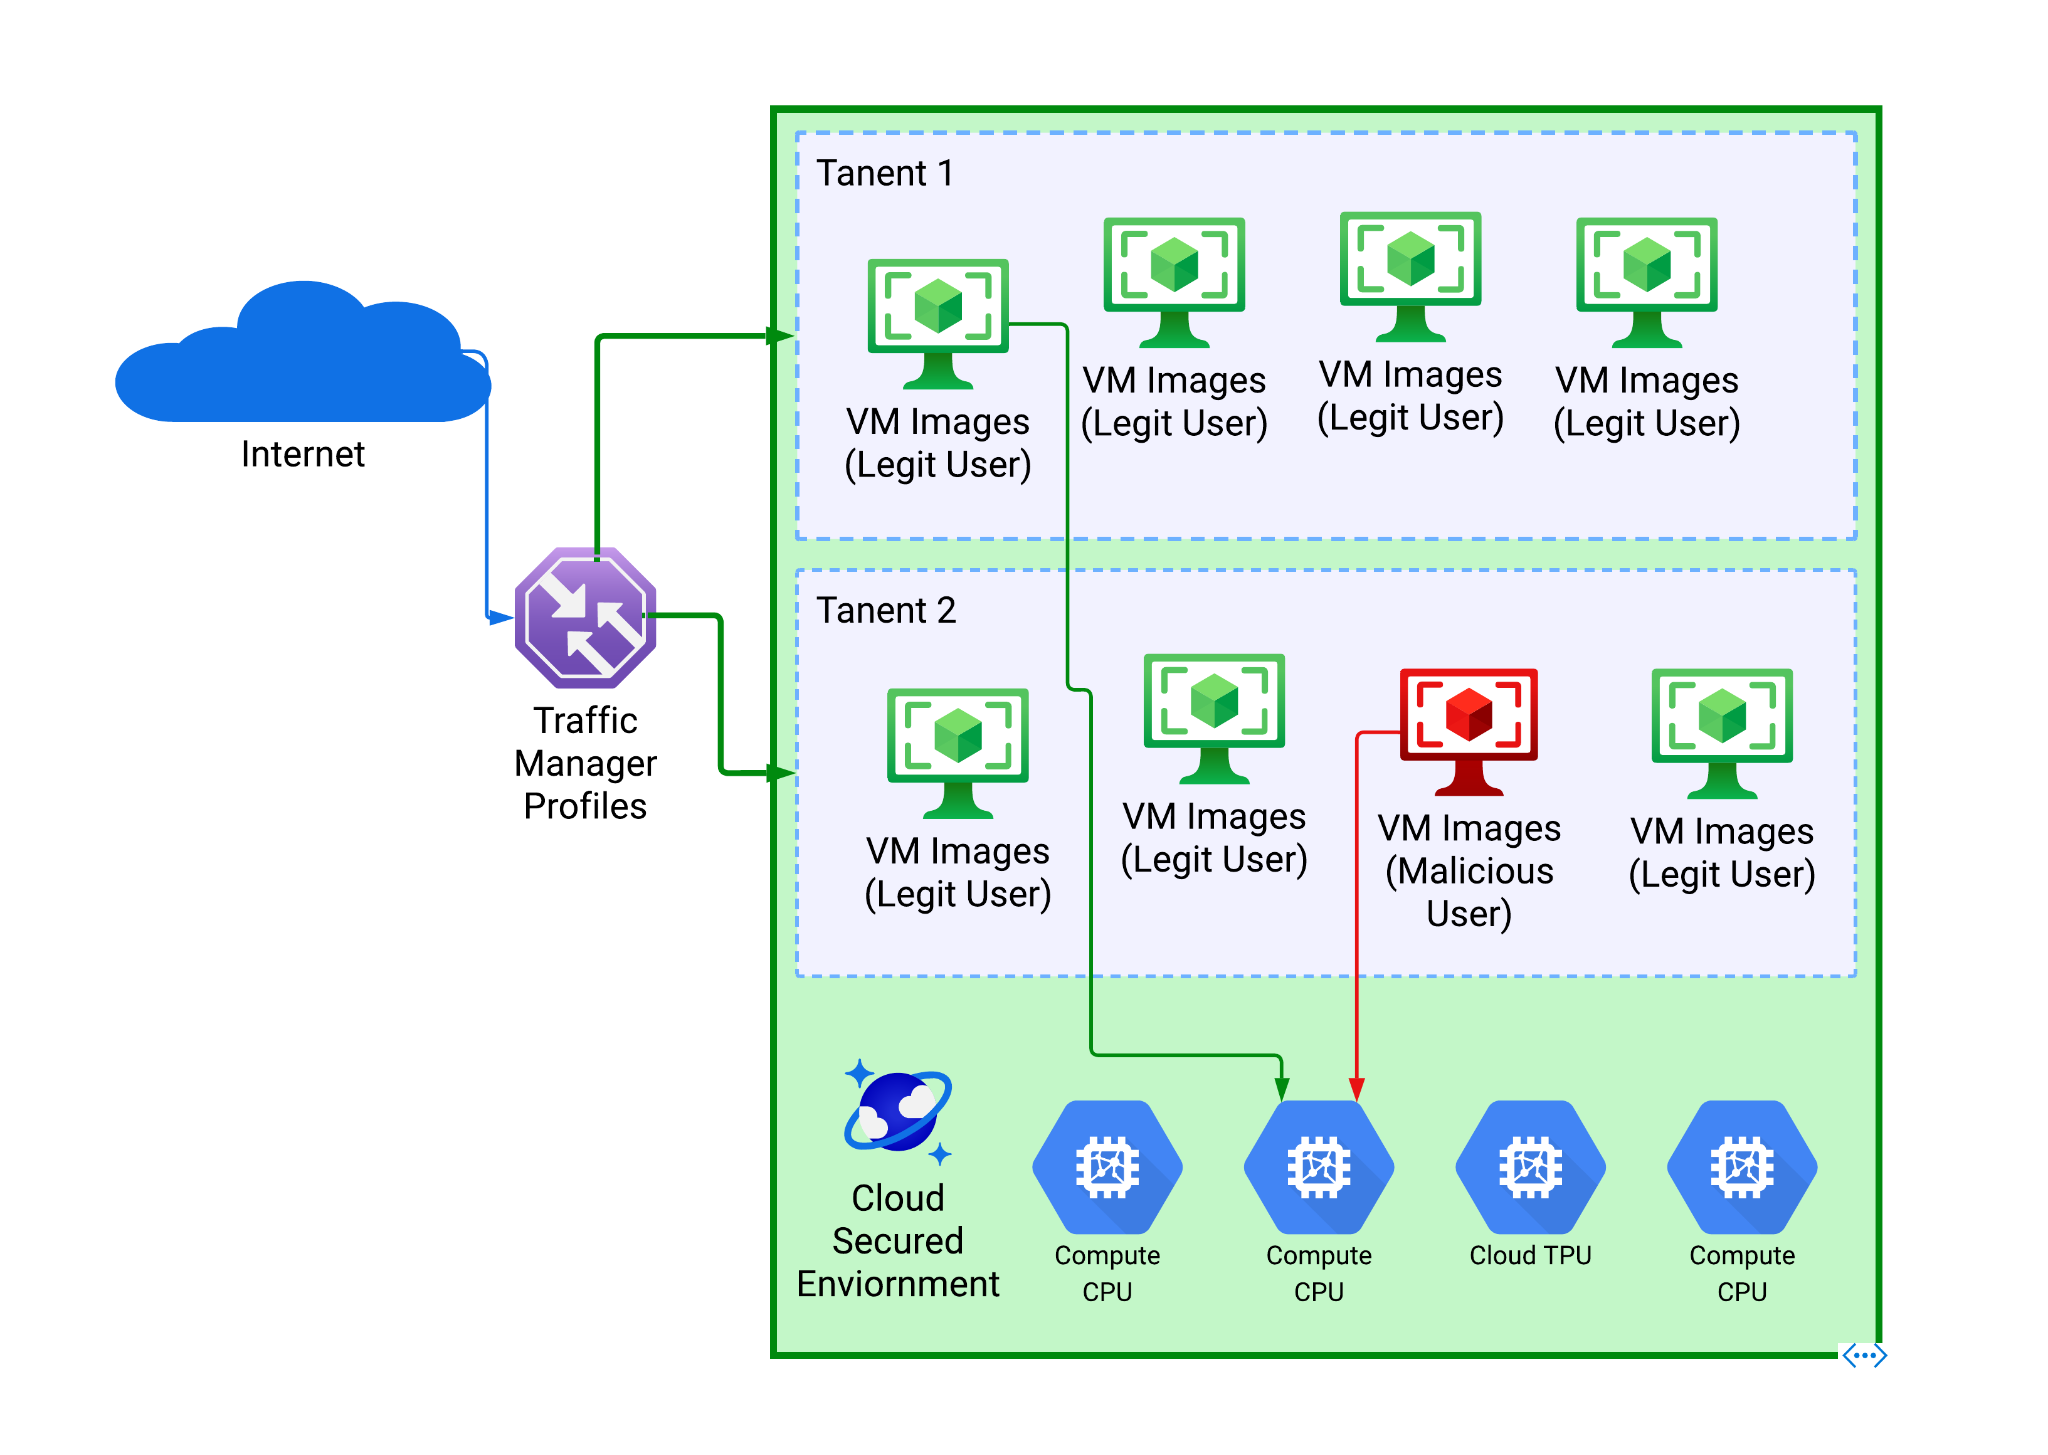 Tanent 1
VM Images
(Legit User)
VM Images
(Legit User)
VM Images
(Legit User)
VM Images
(Legit User)
Internet
Tanent 2
VM Images
(Legit User)
VM Images
(Legit User)
VM Images
(Malicious
User)
VM Images
(Legit User)
Traffic
Manager
Profiles
Cloud
Secured
Enviornment
Compute
CPU
Compute
CPU
Cloud TPU
Compute
CPU